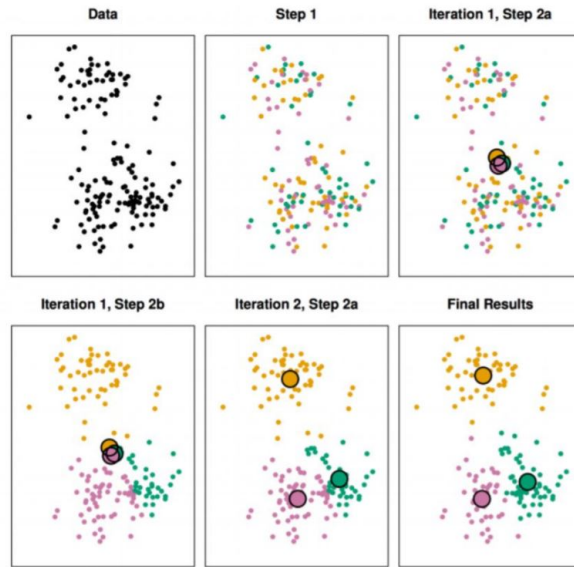 Data
Step 1
Iteration 1, Step 2a
Iteration 1, Step 2b
Iteration 2, Step 2a
Final Results